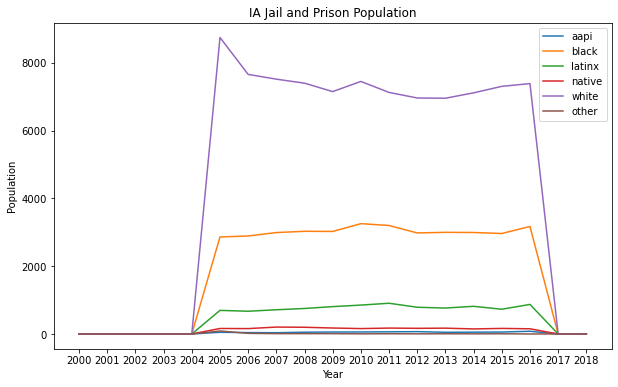 IA Jail and Prison Population
aapi
black
latinx
native
white
other
Population
8000
6000
4000
2000
0
2000 2001 2002 2003 2004 2005 2006 2007 2008 2009 2010 2011 2012 2013 2014 2015 2016 2017 2018
Year